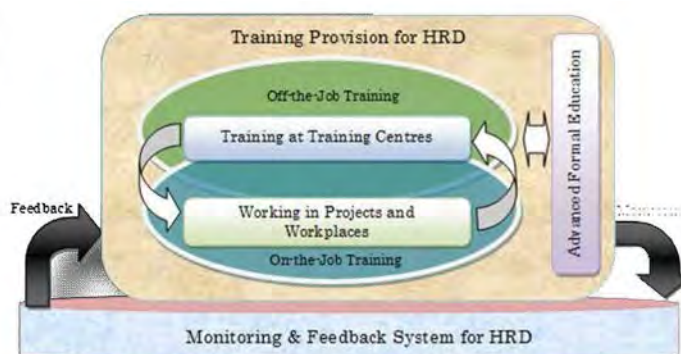 Training Provision for HRD
Off-the-Job Training
Training at Training Centres
Working in Projects and
Workplaces
On-the-Job Training
Advanced Formal Education
Feedback
Monitoring & Feedback System for HRD